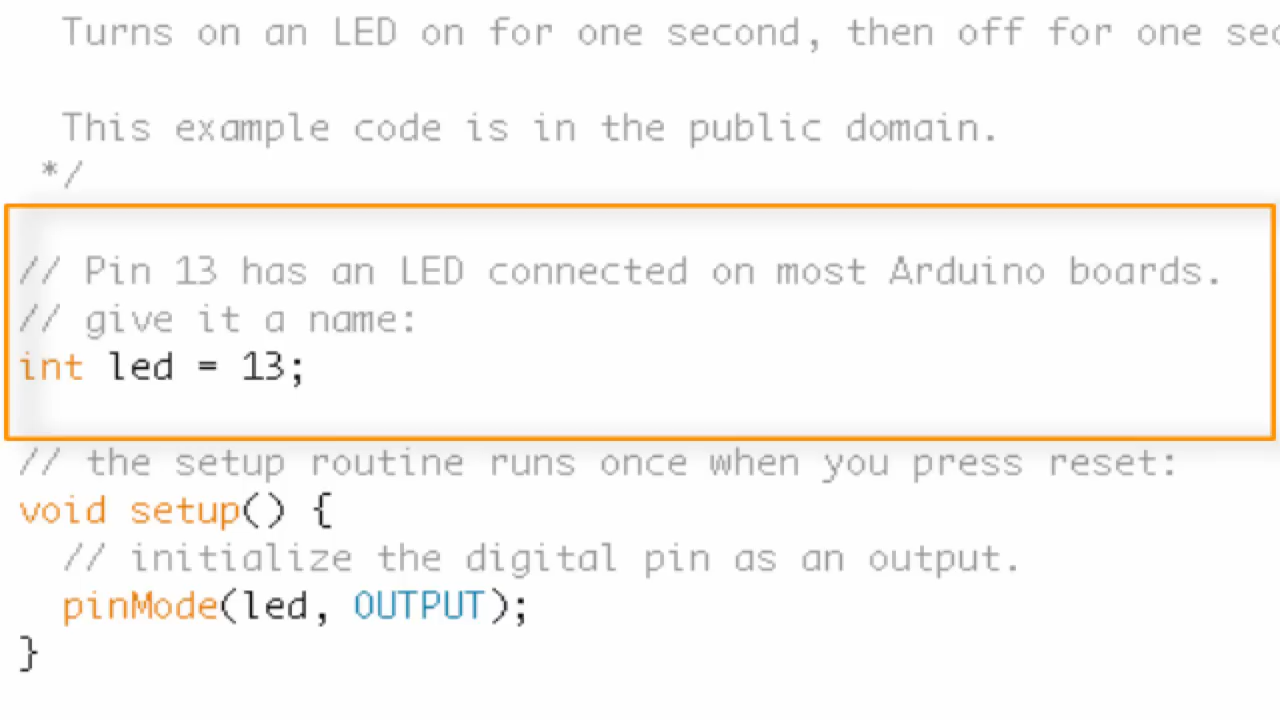 Turns on an LED on for one second, then off for one sec
This example code is in the public domain.
*/
// Pin 13 has an LED connected on most Arduino boards.
// give it a name:
int led = 13;
// the setup routine runs once when you press reset:
void setup() {
// initialize the digital pin as an output.
pinMode(led, OUTPUT);
}